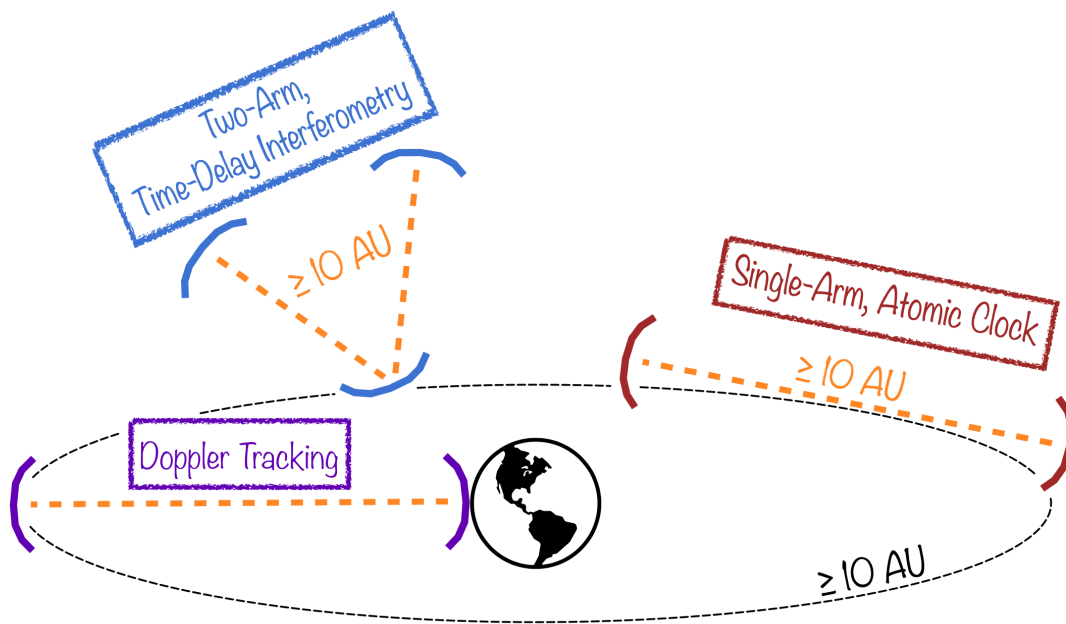 Two-Arm,
Time-Delay Interferometry
≥10 AU
Single-Arm, Atomic Clock
≥10 AU
Doppler Tracking
≥10 AU